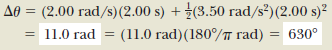 Δθ = (2.00 rad/s)(2.00 s) + ½(3.50 rad/s²)(2.00 s)²
= 11.0 rad = (11.0 rad)(180°/π rad) = 630°